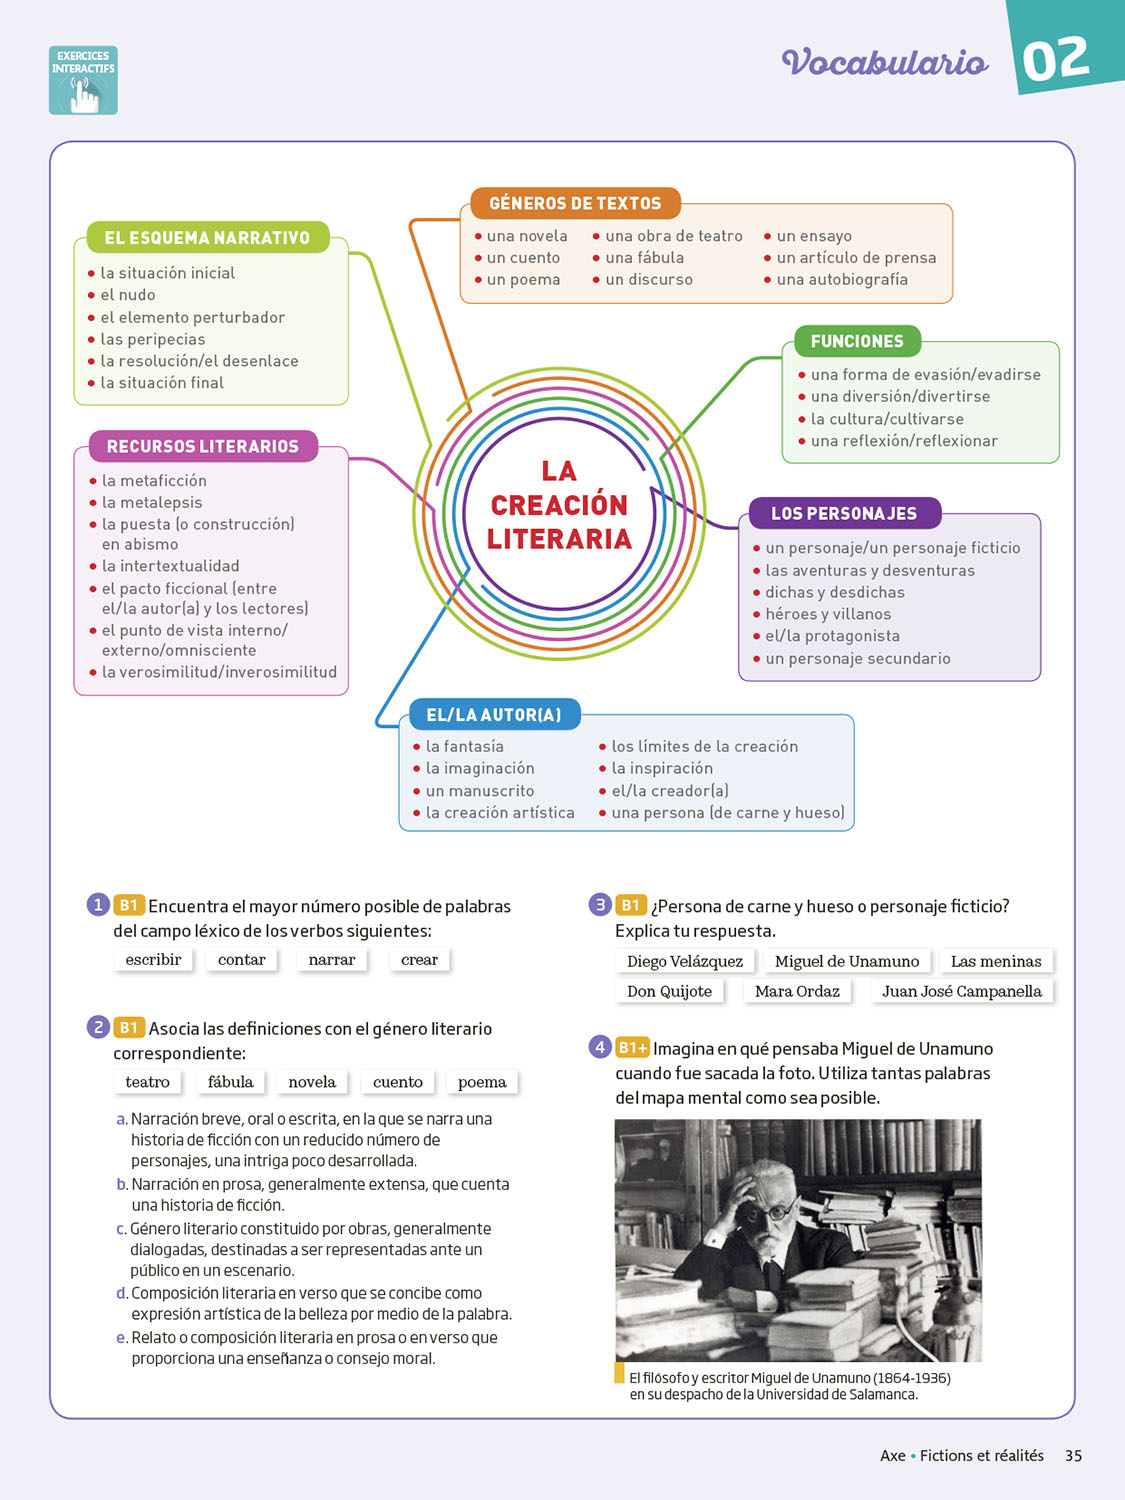 EXERCICES
INTERACTIFS
Vocabulario
02
GÉNEROS DE TEXTOS
• una novela
• un cuento
• un poema
• una obra de teatro
• una fábula
• un discurso
• un ensayo
• un artículo de prensa
• una autobiografía
EL ESQUEMA NARRATIVO
• la situación inicial
• el nudo
• el elemento perturbador
• las peripecias
• la resolución/el desenlace
• la situación final
FUNCIONES
• una forma de evasión/evadirse
• una diversión/divertirse
• la cultura/cultivarse
• una reflexión/reflexionar
RECURSOS LITERARIOS
• la metaficción
• la metalepsis
• la puesta (o construcción)
en abismo
• la intertextualidad
• el pacto ficcional (entre
el/la autor(a) y los lectores)
• el punto de vista interno/
externo/omnisciente
• la verosimilitud/inverosimilitud
LA
CREACIÓN
LITERARIA
LOS PERSONAJES
• un personaje/un personaje ficticio
• las aventuras y desventuras
• dichas y desdichas
• héroes y villanos
• el/la protagonista
• un personaje secundario
EL/LA AUTOR(A)
• la fantasía
• la imaginación
• un manuscrito
• la creación artística
• los límites de la creación
• la inspiración
• el/la creador(a)
• una persona (de carne y hueso)
1 B1 Encuentra el mayor número posible de palabras
del campo léxico de los verbos siguientes:
escribir contar narrar crear
2 B1 Asocia las definiciones con el género literario
correspondiente:
teatro fábula novela cuento poema
a. Narración breve, oral o escrita, en la que se narra una
historia de ficción con un reducido número de
personajes, una intriga poco desarrollada.
b. Narración en prosa, generalmente extensa, que cuenta
una historia de ficción.
c. Género literario constituido por obras, generalmente
dialogadas, destinadas a ser representadas ante un
público en un escenario.
d. Composición literaria en verso que se concibe como
expresión artística de la belleza por medio de la palabra.
e. Relato o composición literaria en prosa o en verso que
proporciona una enseñanza o consejo moral.
3 B1 ¿Persona de carne y hueso o personaje ficticio?
Explica tu respuesta.
Diego Velázquez Miguel de Unamuno Las meninas
Don Quijote Mara Ordaz Juan José Campanella
4 B1+ Imagina en qué pensaba Miguel de Unamuno
cuando fue sacada la foto. Utiliza tantas palabras
del mapa mental como sea posible.
El filósofo y escritor Miguel de Unamuno (1864-1936)
en su despacho de la Universidad de Salamanca.
Axe • Fictions et réalités 35